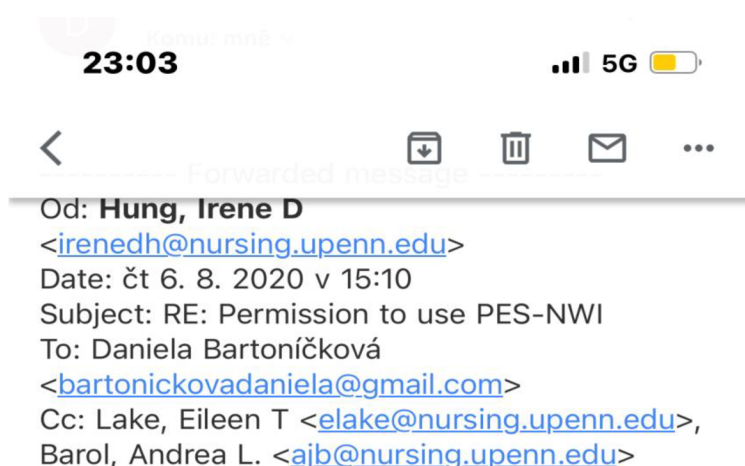 Komu: mně
23:03
5G
---------- Forwarded message ---------
Od: Hung, Irene D
<irenedh@nursing.upenn.edu>
Date: čt 6. 8. 2020 v 15:10
Subject: RE: Permission to use PES-NWI
To: Daniela Bartoníčková
<bartonickovadaniela@gmail.com>
Cc: Lake, Eileen T <elake@nursing.upenn.edu>,
Barol, Andrea L. <ajb@nursing.upenn.edu>